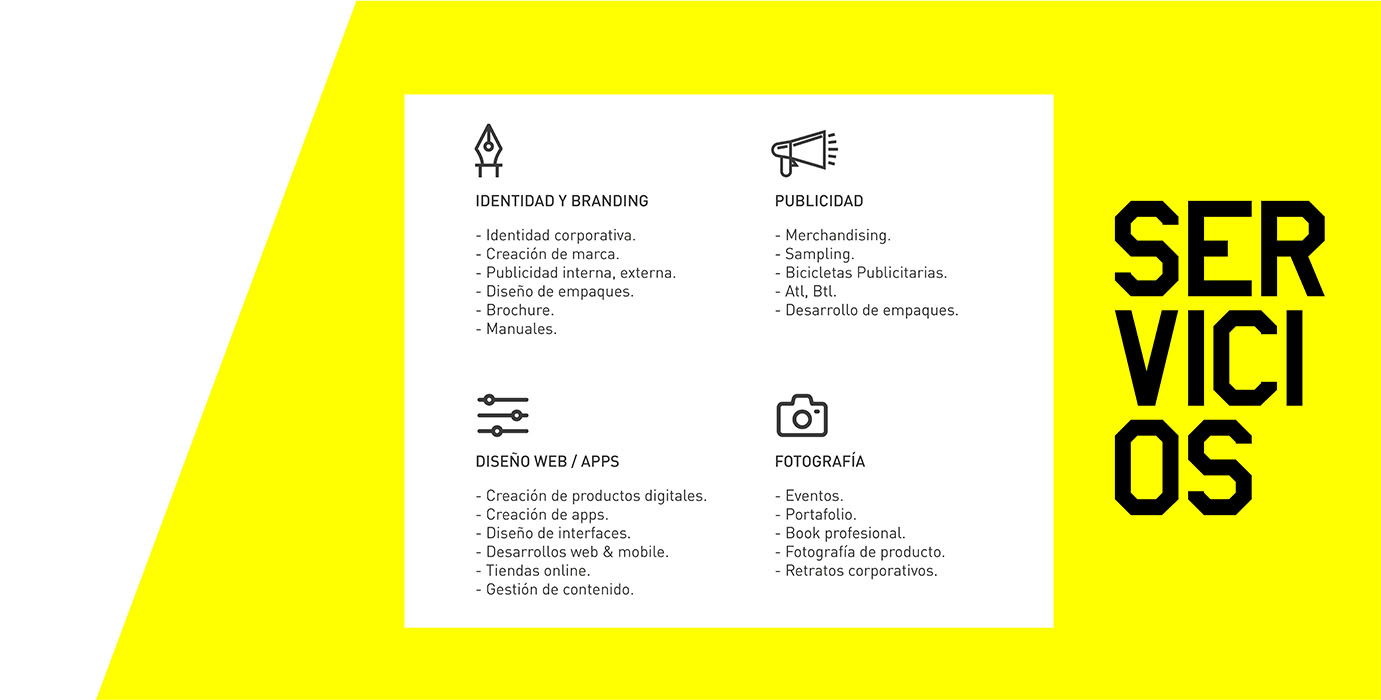 IDENTIDAD Y BRANDING
- Identidad corporativa.
- Creación de marca.
- Publicidad interna, externa.
- Diseño de empaques.
- Brochure.
- Manuales.
PUBLICIDAD
- Merchandising.
- Sampling.
- Bicicletas Publicitarias.
- Atl, Btl.
- Desarrollo de empaques.
DISEÑO WEB / APPS
- Creación de productos digitales.
- Creación de apps.
- Diseño de interfaces.
- Desarrollos web & mobile.
- Tiendas online.
- Gestión de contenido.
FOTOGRAFÍA
- Eventos.
- Portafolio.
- Book profesional.
- Fotografía de producto.
- Retratos corporativos.
SER
VICI
OS